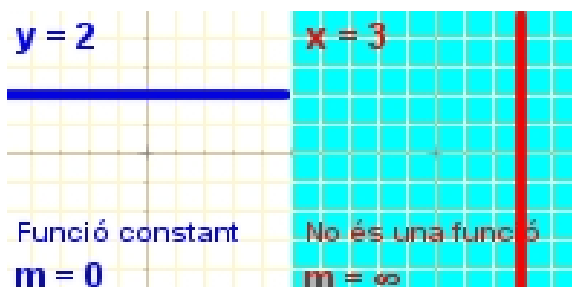 y = 2
Funció constant
m = 0
x = 3
No és una funció
m = ∞